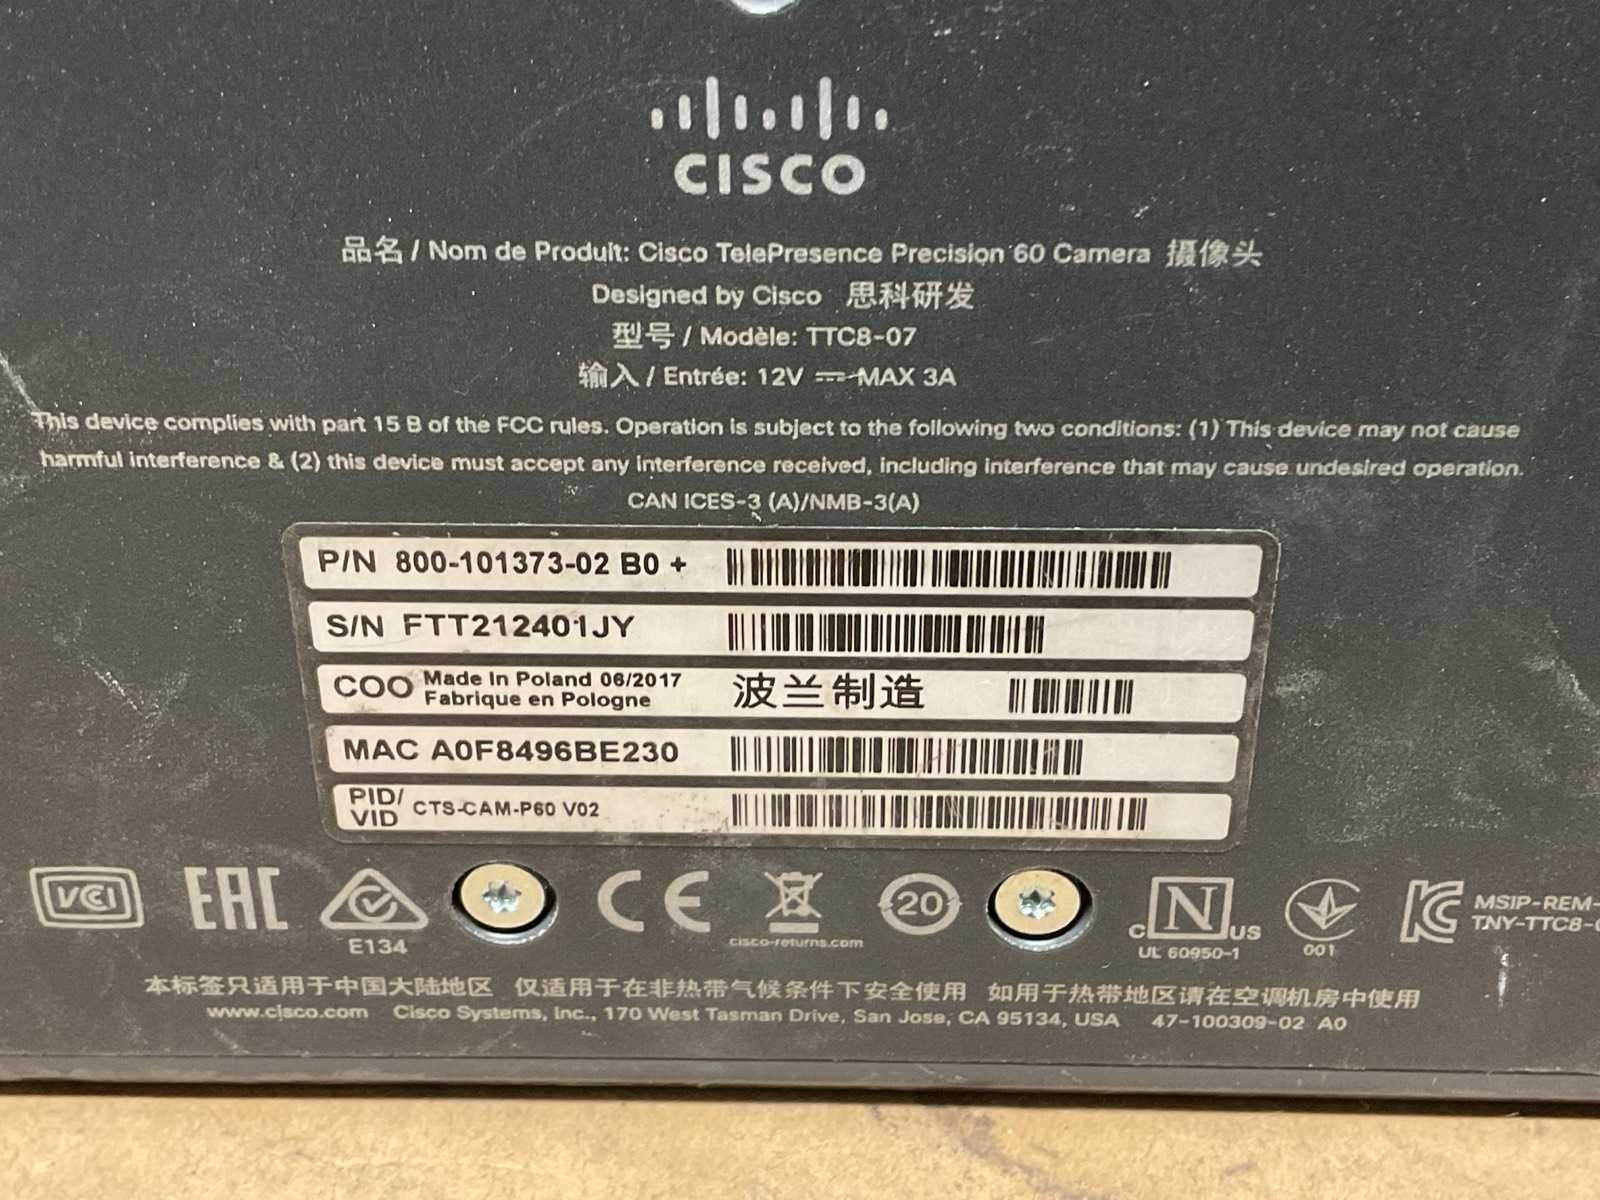 CISCO
品名 / Nom de Produit: Cisco TelePresence Precision 60 Camera 摄像头
Designed by Cisco 思科研发
型号 / Modèle: TTC8-07
输入 / Entrée: 12V ⎓ MAX 3A
This device complies with part 15 B of the FCC rules. Operation is subject to the following two conditions: (1) This device may not cause
harmful interference & (2) this device must accept any interference received, including interference that may cause undesired operation.
CAN ICES-3 (A)/NMB-3(A)
P/N 800-101373-02 B0 +
S/N FTT212401JY
COO Made In Poland 06/2017 波兰制造
Fabrique en Pologne
MAC A0F8496BE230
PID/ VID CTS-CAM-P60 V02
VCI EAC CE 20 N KC MSIP-REM-
E134 cisco-returns.com c US UL 60950-1 001 TNY-TTC8-
本标签只适用于中国大陆地区 仅适用于在非热带气候条件下安全使用 如用于热带地区请在空调机房中使用
www.cisco.com Cisco Systems, Inc., 170 West Tasman Drive, San Jose, CA 95134, USA 47-100309-02 A0